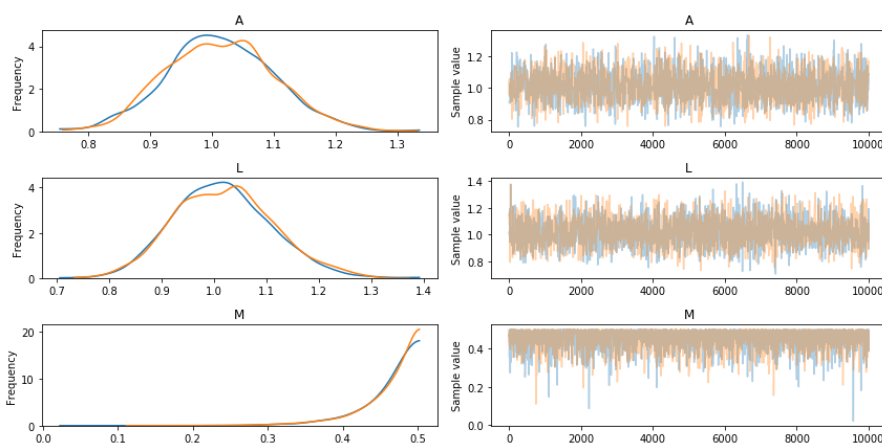 A
Frequency
4
2
0
0.8 0.9 1.0 1.1 1.2 1.3
A
Sample value
1.2
1.0
0.8
0 2000 4000 6000 8000 10000
L
Frequency
4
2
0
0.7 0.8 0.9 1.0 1.1 1.2 1.3 1.4
L
Sample value
1.4
1.2
1.0
0.8
0 2000 4000 6000 8000 10000
M
Frequency
20
10
0
0.0 0.1 0.2 0.3 0.4 0.5
M
Sample value
0.4
0.2
0.0
0 2000 4000 6000 8000 10000